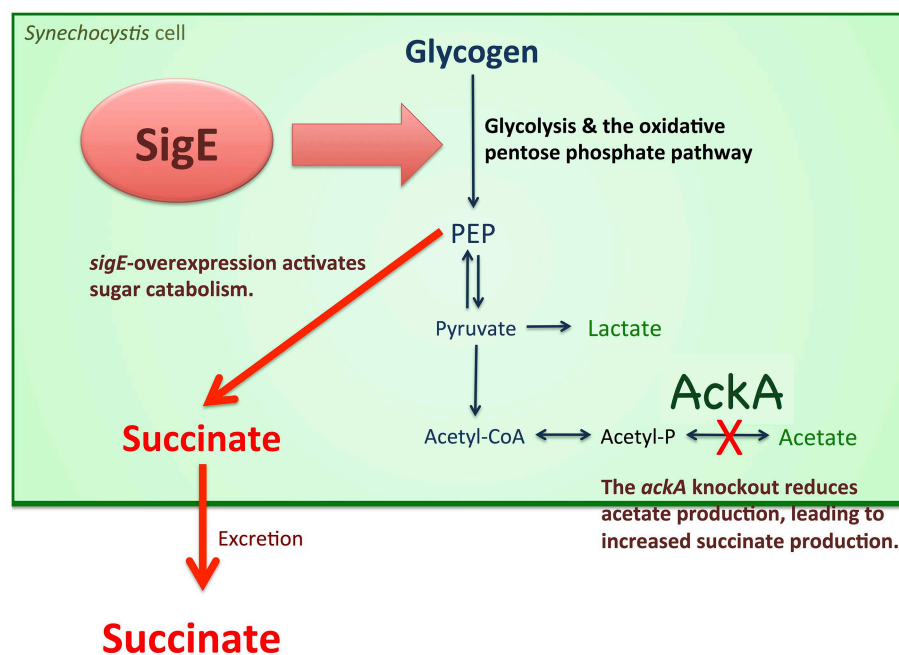 Synechocystis cell
Glycogen
SigE
Glycolysis & the oxidative
pentose phosphate pathway
PEP
sigE-overexpression activates
sugar catabolism.
Pyruvate
Lactate
AckA
Succinate
Acetyl-CoA
Acetyl-P
X
Acetate
The ackA knockout reduces
acetate production, leading to
increased succinate production.
Excretion
Succinate